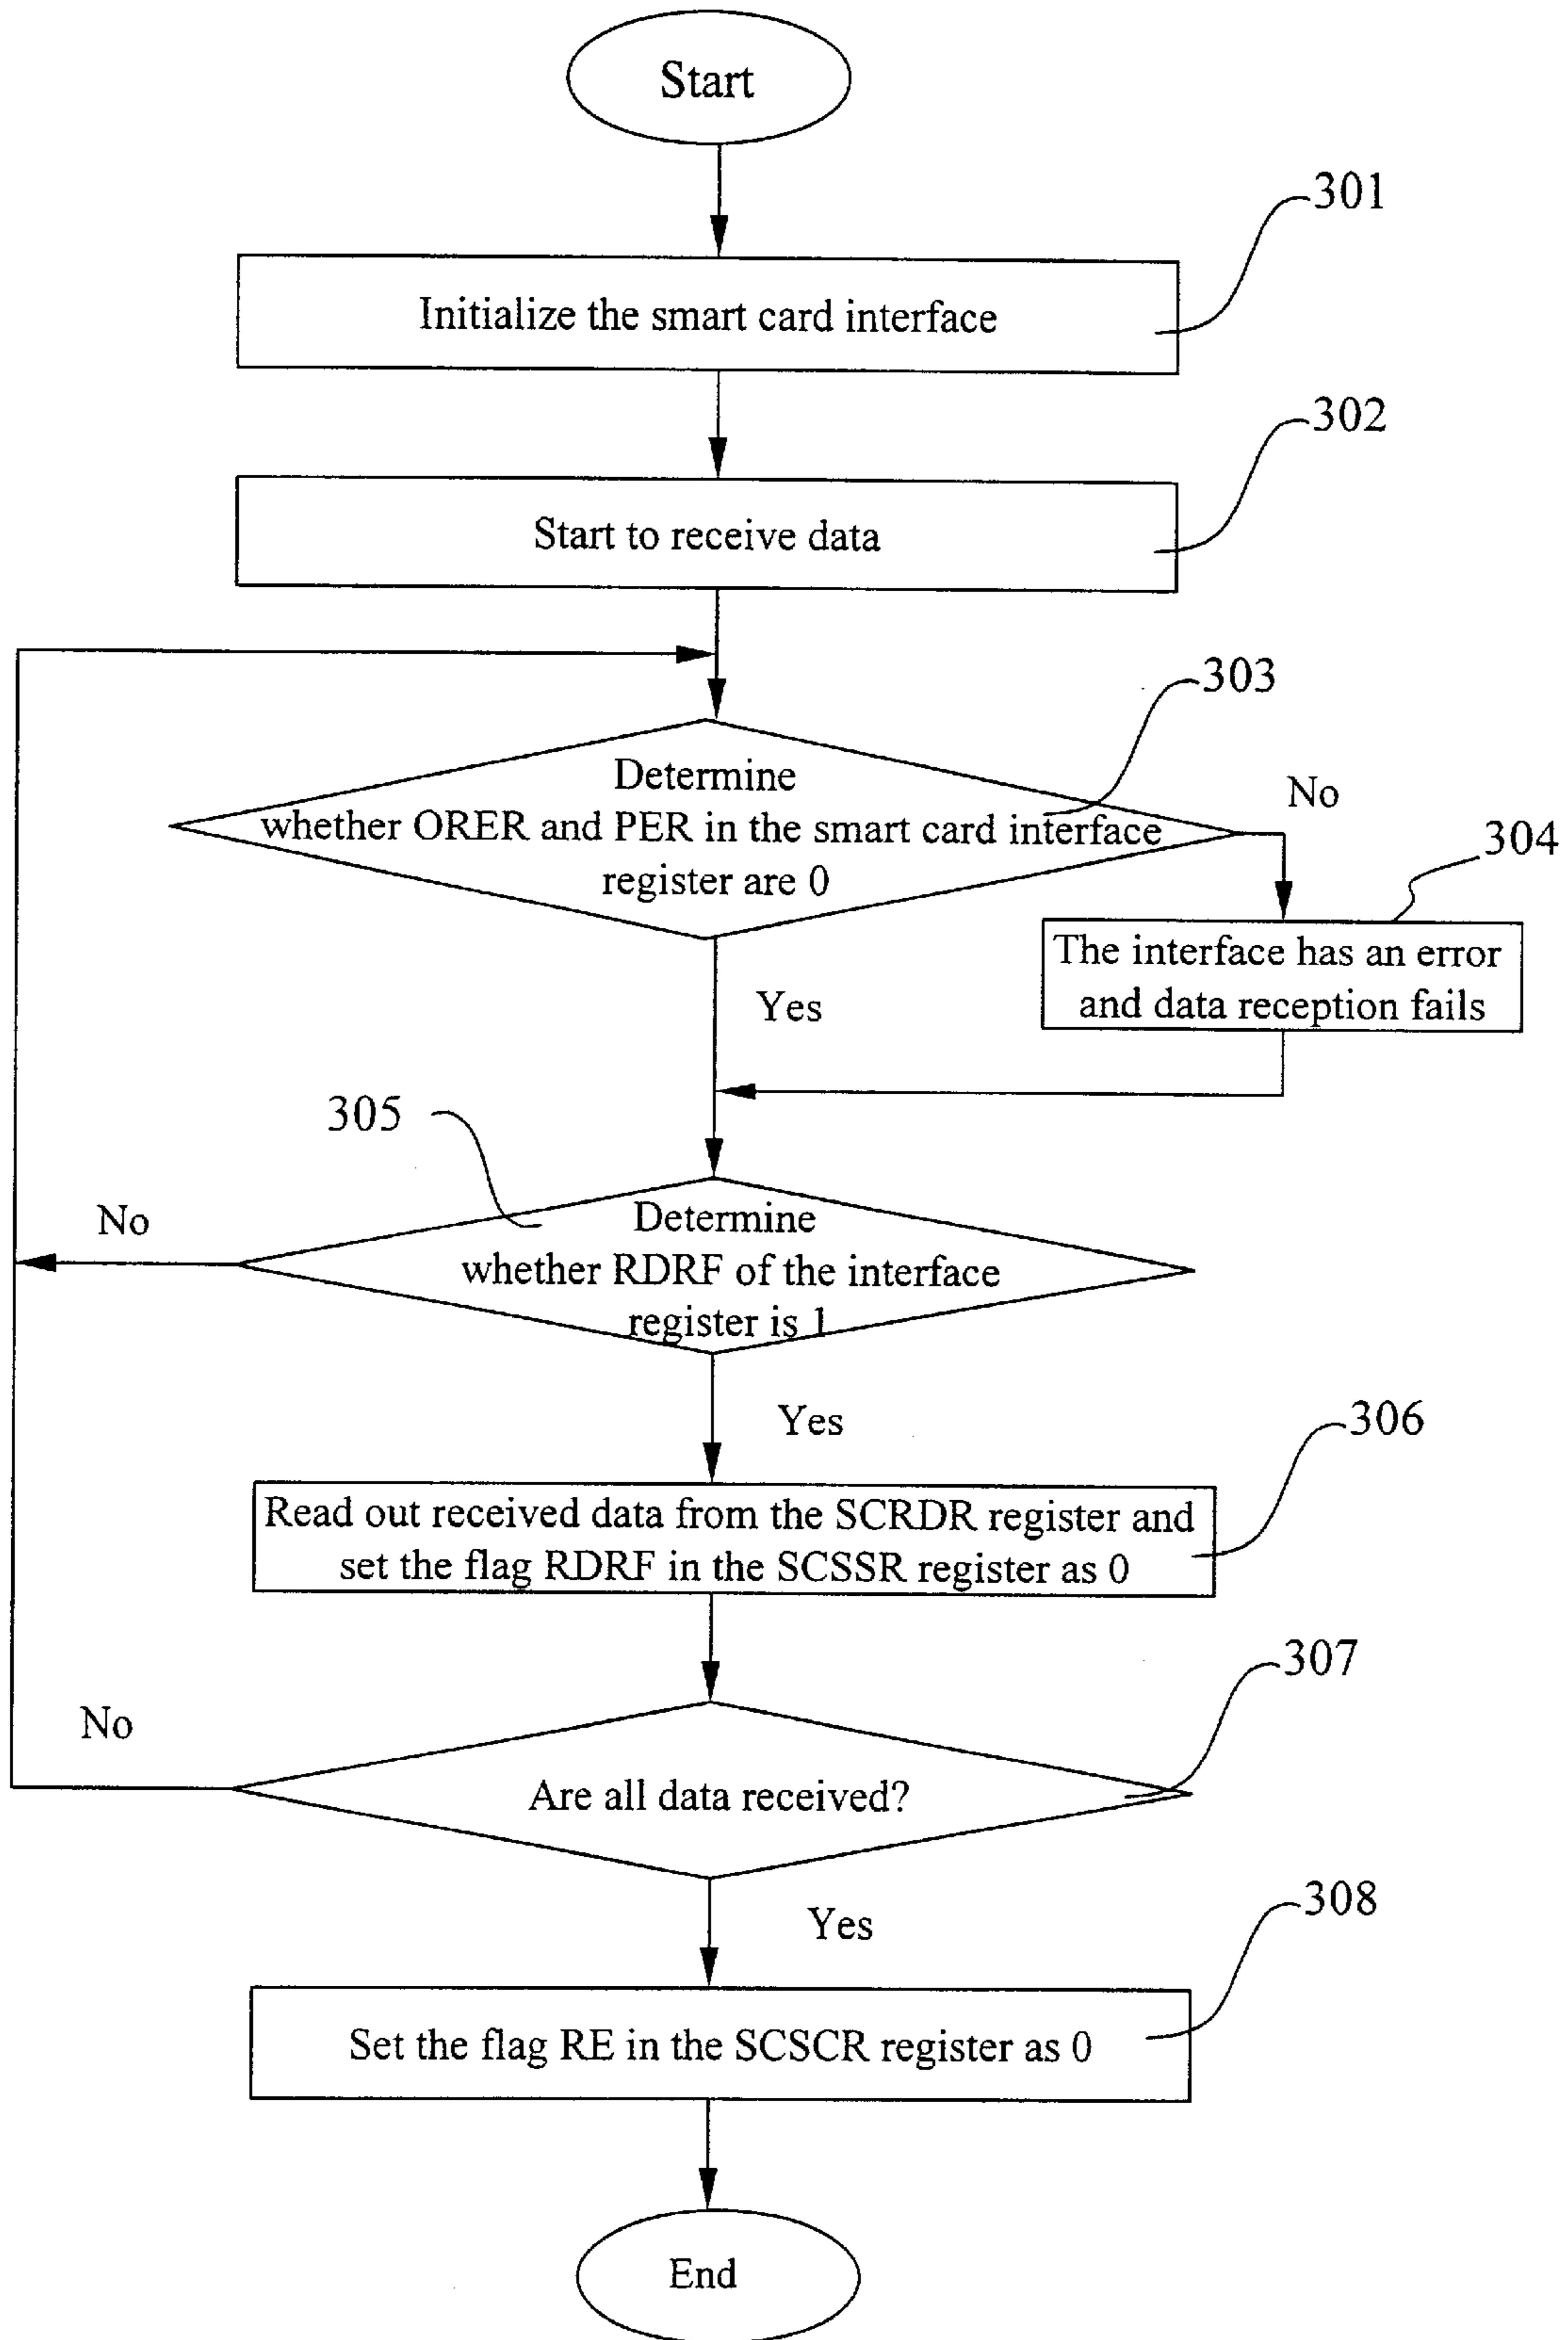 Start
301
Initialize the smart card interface
302
Start to receive data
303
Determine
whether ORER and PER in the smart card interface
register are 0
No
304
The interface has an error
and data reception fails
Yes
305
No
Determine
whether RDRF of the interface
register is 1
Yes
306
Read out received data from the SCRDR register and
set the flag RDRF in the SCSSR register as 0
307
No
Are all data received?
Yes
308
Set the flag RE in the SCSCR register as 0
End